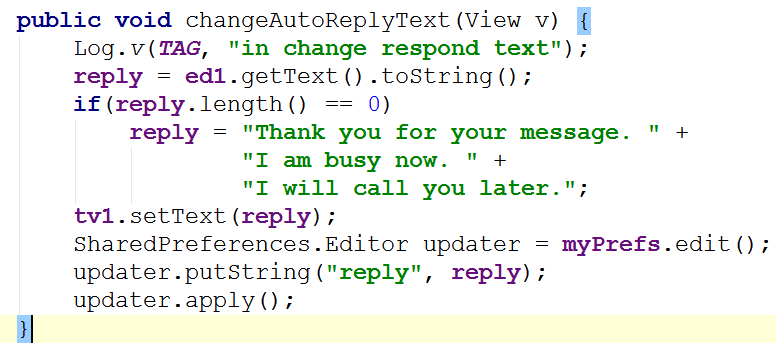 public void changeAutoReplyText(View v) {
    Log.v(TAG, "in change respond text");
    reply = ed1.getText().toString();
    if(reply.length() == 0)
        reply = "Thank you for your message. " +
                "I am busy now. " +
                "I will call you later.";
    tv1.setText(reply);
    SharedPreferences.Editor updater = myPrefs.edit();
    updater.putString("reply", reply);
    updater.apply();
}